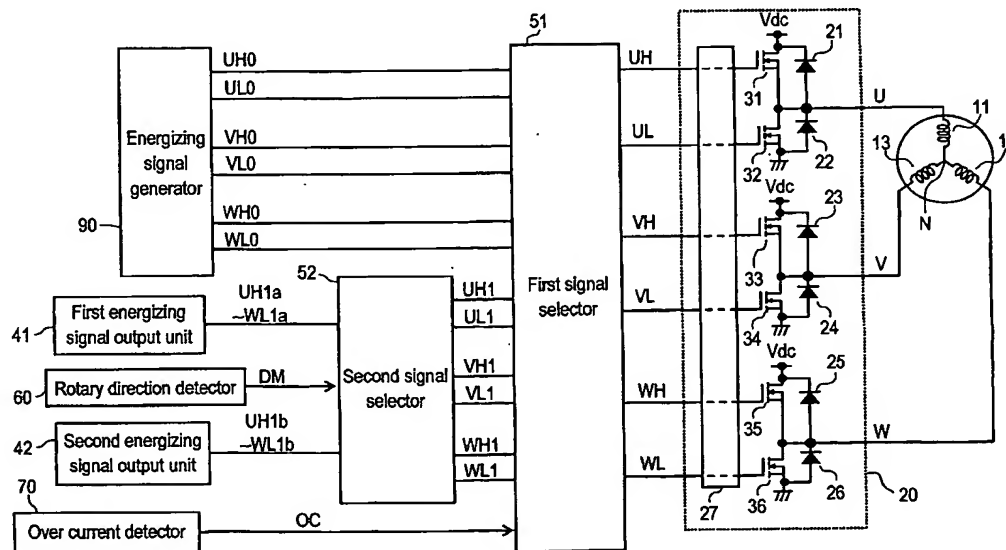 51
Vdc
21
UH0
UH
31
UL0
U
11
Energizing
signal
generator
VH0
UL
13
1
32
22
VL0
Vdc
23
90
WH0
N
WL0
VH
52
33
V
UH1a
~WL1a
UH1
First signal
selector
41
First energizing
signal output unit
UL1
VL
34
24
Vdc
25
60
Rotary direction detector
DM
Second signal
selector
VH1
VL1
WH
35
W
42
Second energizing
signal output unit
UH1b
~WL1b
WH1
WL1
WL
36
26
20
70
Over current detector
OC
27